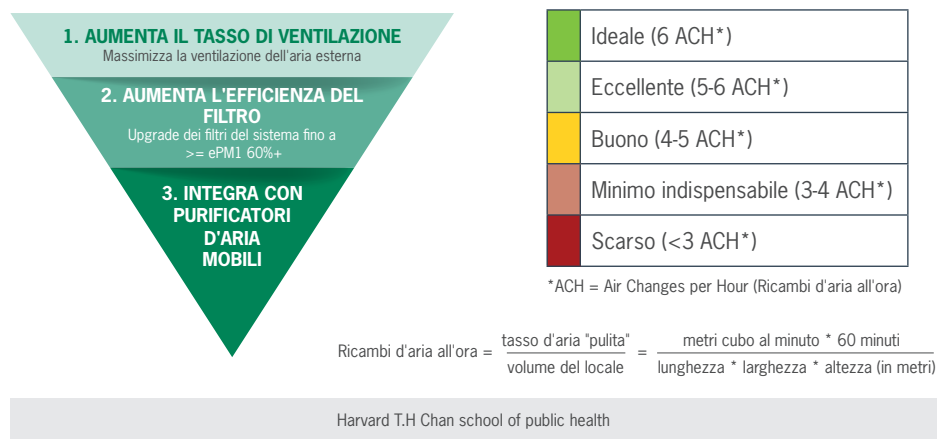 1. AUMENTA IL TASSO DI VENTILAZIONE
Massimizza la ventilazione dell'aria esterna
2. AUMENTA L'EFFICIENZA DEL
FILTRO
Upgrade dei filtri del sistema fino a
>= ePM1 60%+
3. INTEGRA CON
PURIFICATORI
D'ARIA
MOBILI
Ideale (6 ACH*)
Eccellente (5-6 ACH*)
Buono (4-5 ACH*)
Minimo indispensabile (3-4 ACH*)
Scarso (<3 ACH*)
*ACH = Air Changes per Hour (Ricambi d'aria all'ora)
Ricambi d'aria all'ora = tasso d'aria "pulita" / volume del locale = metri cubo al minuto * 60 minuti / lunghezza * larghezza * altezza (in metri)
Harvard T.H Chan school of public health